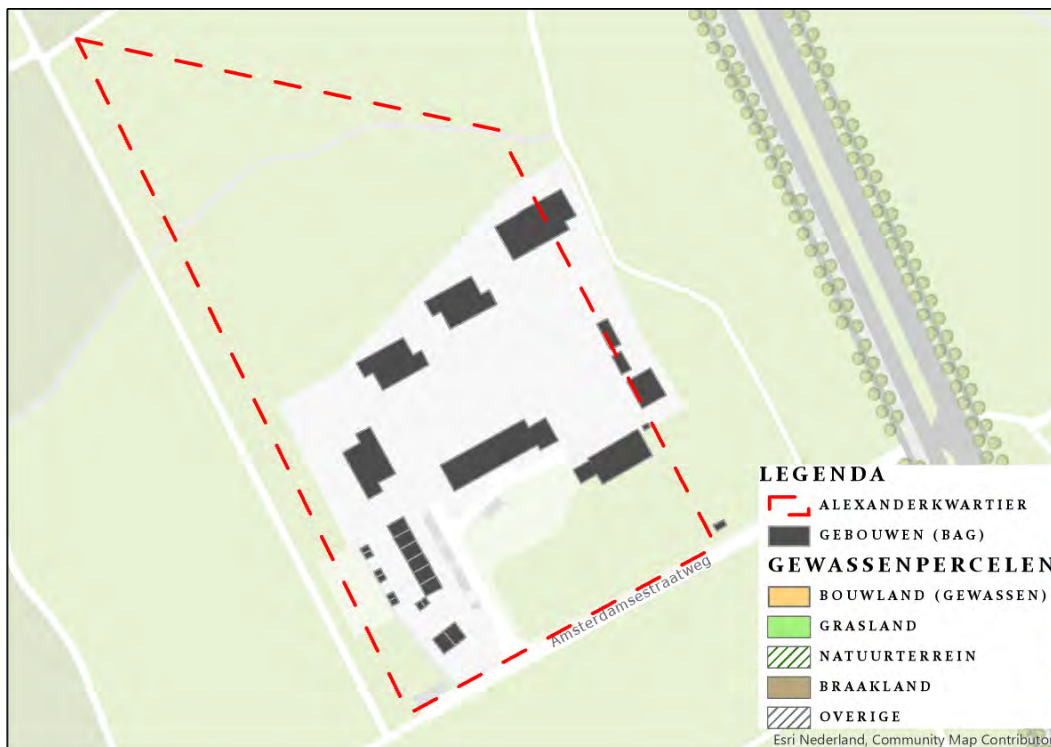 Amsterdamsestraatweg
LEGENDA
ALEXANDERKWARTIER
GEBOUWEN (BAG)
GEWASSENPERCELEN
BOUWLAND (GEWASSEN)
GRASLAND
NATUURTERREIN
BRAAKLAND
OVERIGE
Esri Nederland, Community Map Contributor